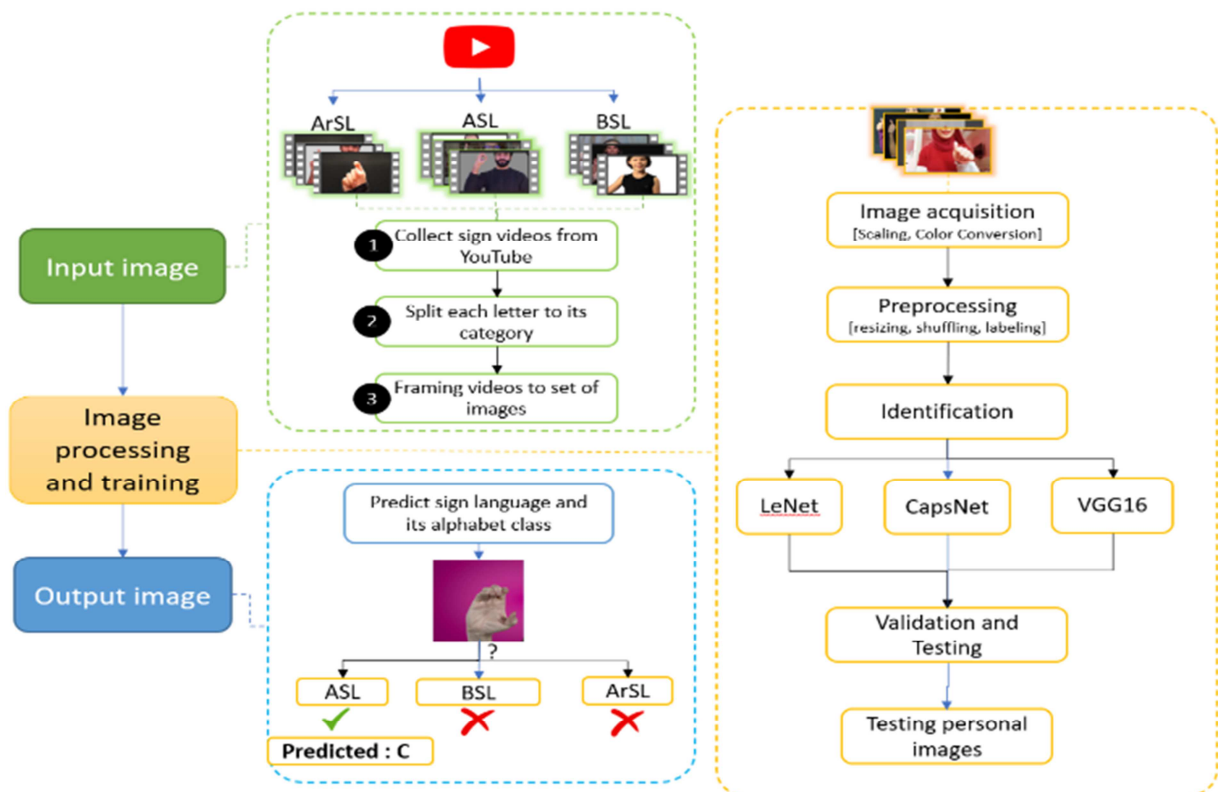 ArSL
ASL
BSL
1
Collect sign videos from
YouTube
2
Split each letter to its
category
3
Framing videos to set of
images
Input image
Image
processing
and training
Output image
Predict sign language and
its alphabet class
?
ASL
BSL
ArSL
Predicted : C
Image acquisition
[Scaling, Color Conversion]
Preprocessing
[resizing, shuffling, labeling]
Identification
LeNet
CapsNet
VGG16
Validation and
Testing
Testing personal
images